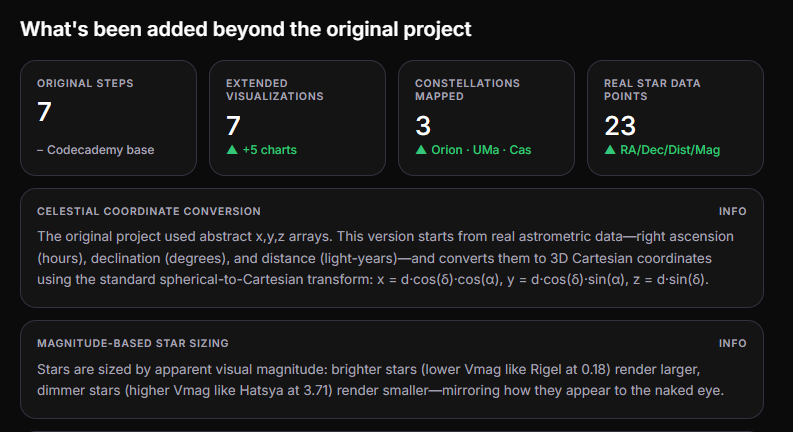 What's been added beyond the original project
ORIGINAL STEPS
7
– Codecademy base
EXTENDED
VISUALIZATIONS
7
▲ +5 charts
CONSTELLATIONS
MAPPED
3
▲ Orion · UMa · Cas
REAL STAR DATA
POINTS
23
▲ RA/Dec/Dist/Mag
CELESTIAL COORDINATE CONVERSION INFO
The original project used abstract x,y,z arrays. This version starts from real astrometric data—right ascension
(hours), declination (degrees), and distance (light-years)—and converts them to 3D Cartesian coordinates
using the standard spherical-to-Cartesian transform: x = d·cos(δ)·cos(α), y = d·cos(δ)·sin(α), z = d·sin(δ).
MAGNITUDE-BASED STAR SIZING INFO
Stars are sized by apparent visual magnitude: brighter stars (lower Vmag like Rigel at 0.18) render larger,
dimmer stars (higher Vmag like Hatsya at 3.71) render smaller—mirroring how they appear to the naked eye.